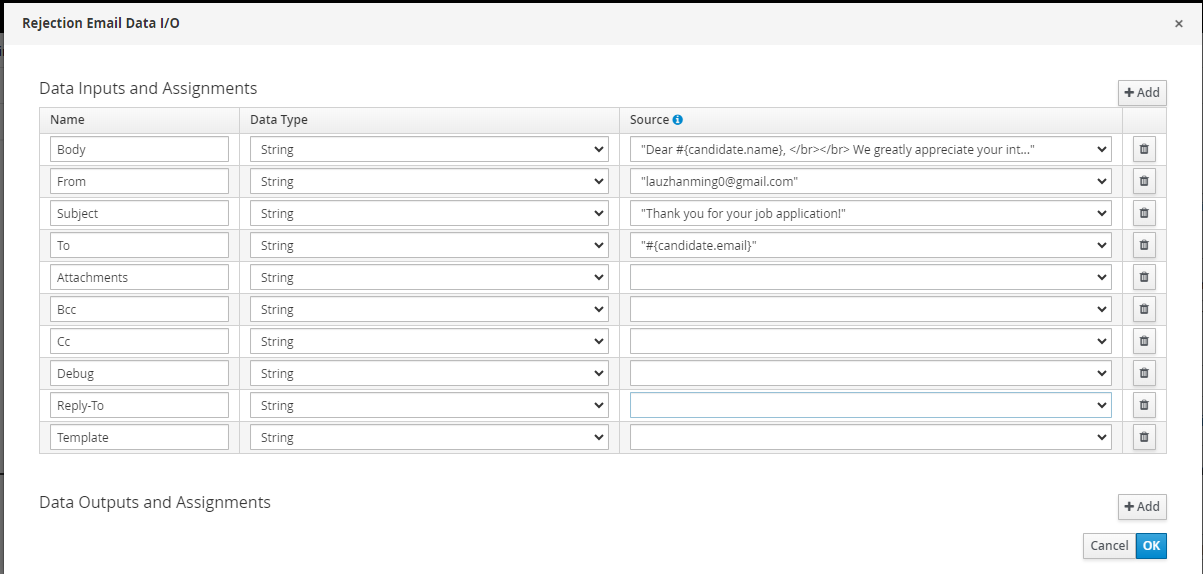 Rejection Email Data I/O ×
Data Inputs and Assignments
Add
Name Data Type Source
Body String "Dear #{candidate.name}, </br></br> We greatly appreciate your int..."
From String "lauzhanming0@gmail.com"
Subject String "Thank you for your job application!"
To String "#{candidate.email}"
Attachments String
Bcc String
Cc String
Debug String
Reply-To String
Template String
Data Outputs and Assignments
Add
Cancel OK